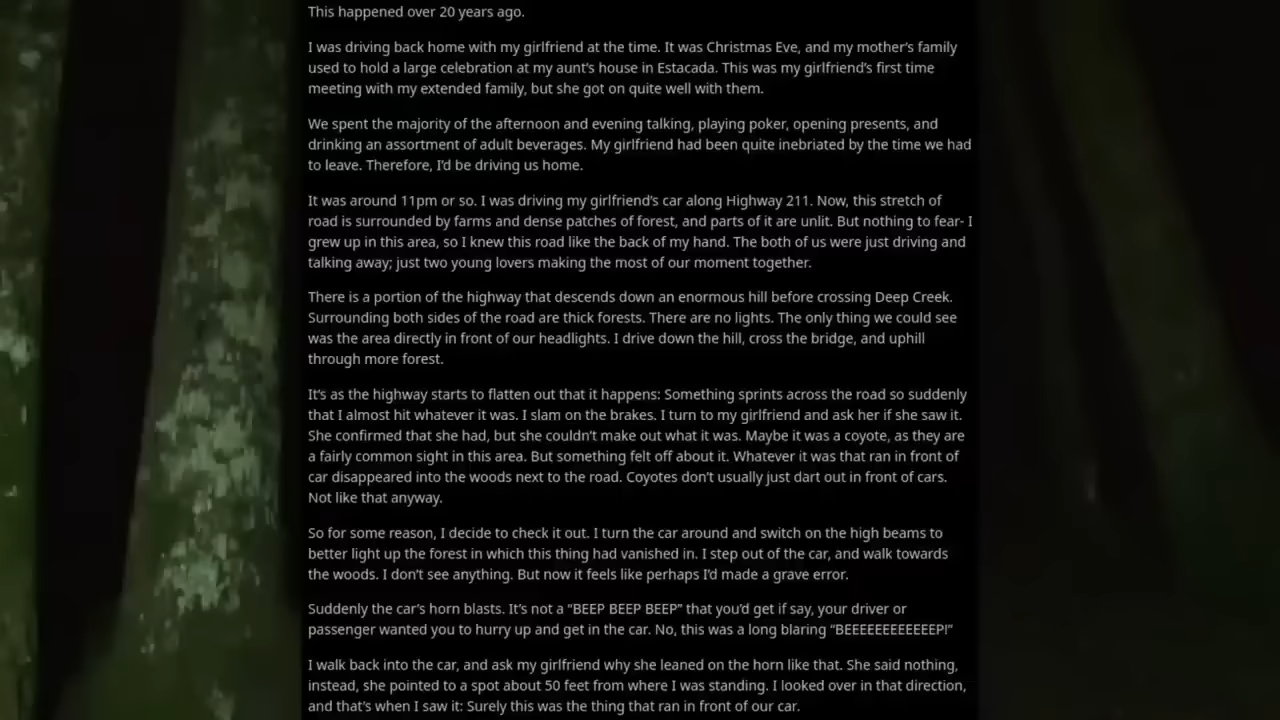 This happened over 20 years ago.
I was driving back home with my girlfriend at the time. It was Christmas Eve, and my mother's family
used to hold a large celebration at my aunt's house in Estacada. This was my girlfriend's first time
meeting with my extended family, but she got on quite well with them.
We spent the majority of the afternoon and evening talking, playing poker, opening presents, and
drinking an assortment of adult beverages. My girlfriend had been quite inebriated by the time we had
to leave. Therefore, I'd be driving us home.
It was around 11pm or so. I was driving my girlfriend's car along Highway 211. Now, this stretch of
road is surrounded by farms and dense patches of forest, and parts of it are unlit. But nothing to fear- I
grew up in this area, so I knew this road like the back of my hand. The both of us were just driving and
talking away; just two young lovers making the most of our moment together.
There is a portion of the highway that descends down an enormous hill before crossing Deep Creek.
Surrounding both sides of the road are thick forests. There are no lights. The only thing we could see
was the area directly in front of our headlights. I drive down the hill, cross the bridge, and uphill
through more forest.
It's as the highway starts to flatten out that it happens: Something sprints across the road so suddenly
that I almost hit whatever it was. I slam on the brakes. I turn to my girlfriend and ask her if she saw it.
She confirmed that she had, but she couldn't make out what it was. Maybe it was a coyote, as they are
a fairly common sight in this area. But something felt off about it. Whatever it was that ran in front of
car disappeared into the woods next to the road. Coyotes don't usually just dart out in front of cars.
Not like that anyway.
So for some reason, I decide to check it out. I turn the car around and switch on the high beams to
better light up the forest in which this thing had vanished in. I step out of the car, and walk towards
the woods. I don't see anything. But now it feels like perhaps I'd made a grave error.
Suddenly the car's horn blasts. It's not a “BEEP BEEP BEEP” that you'd get if say, your driver or
passenger wanted you to hurry up and get in the car. No, this was a long blaring “BEEEEEEEEEEEEP!”
I walk back into the car, and ask my girlfriend why she leaned on the horn like that. She said nothing,
instead, she pointed to a spot about 50 feet from where I was standing. I looked over in that direction,
and that's when I saw it: Surely this was the thing that ran in front of our car.